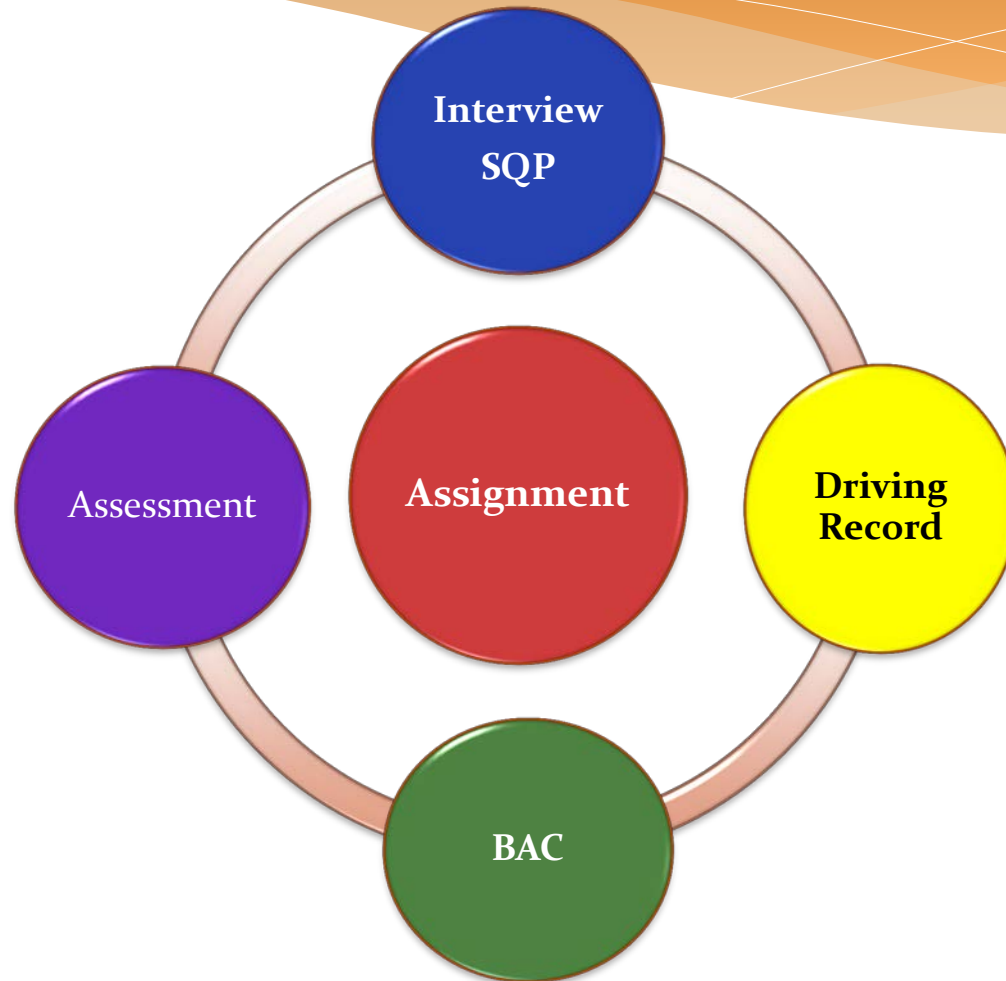 Interview
SQP
Assessment
Assignment
Driving
Record
BAC